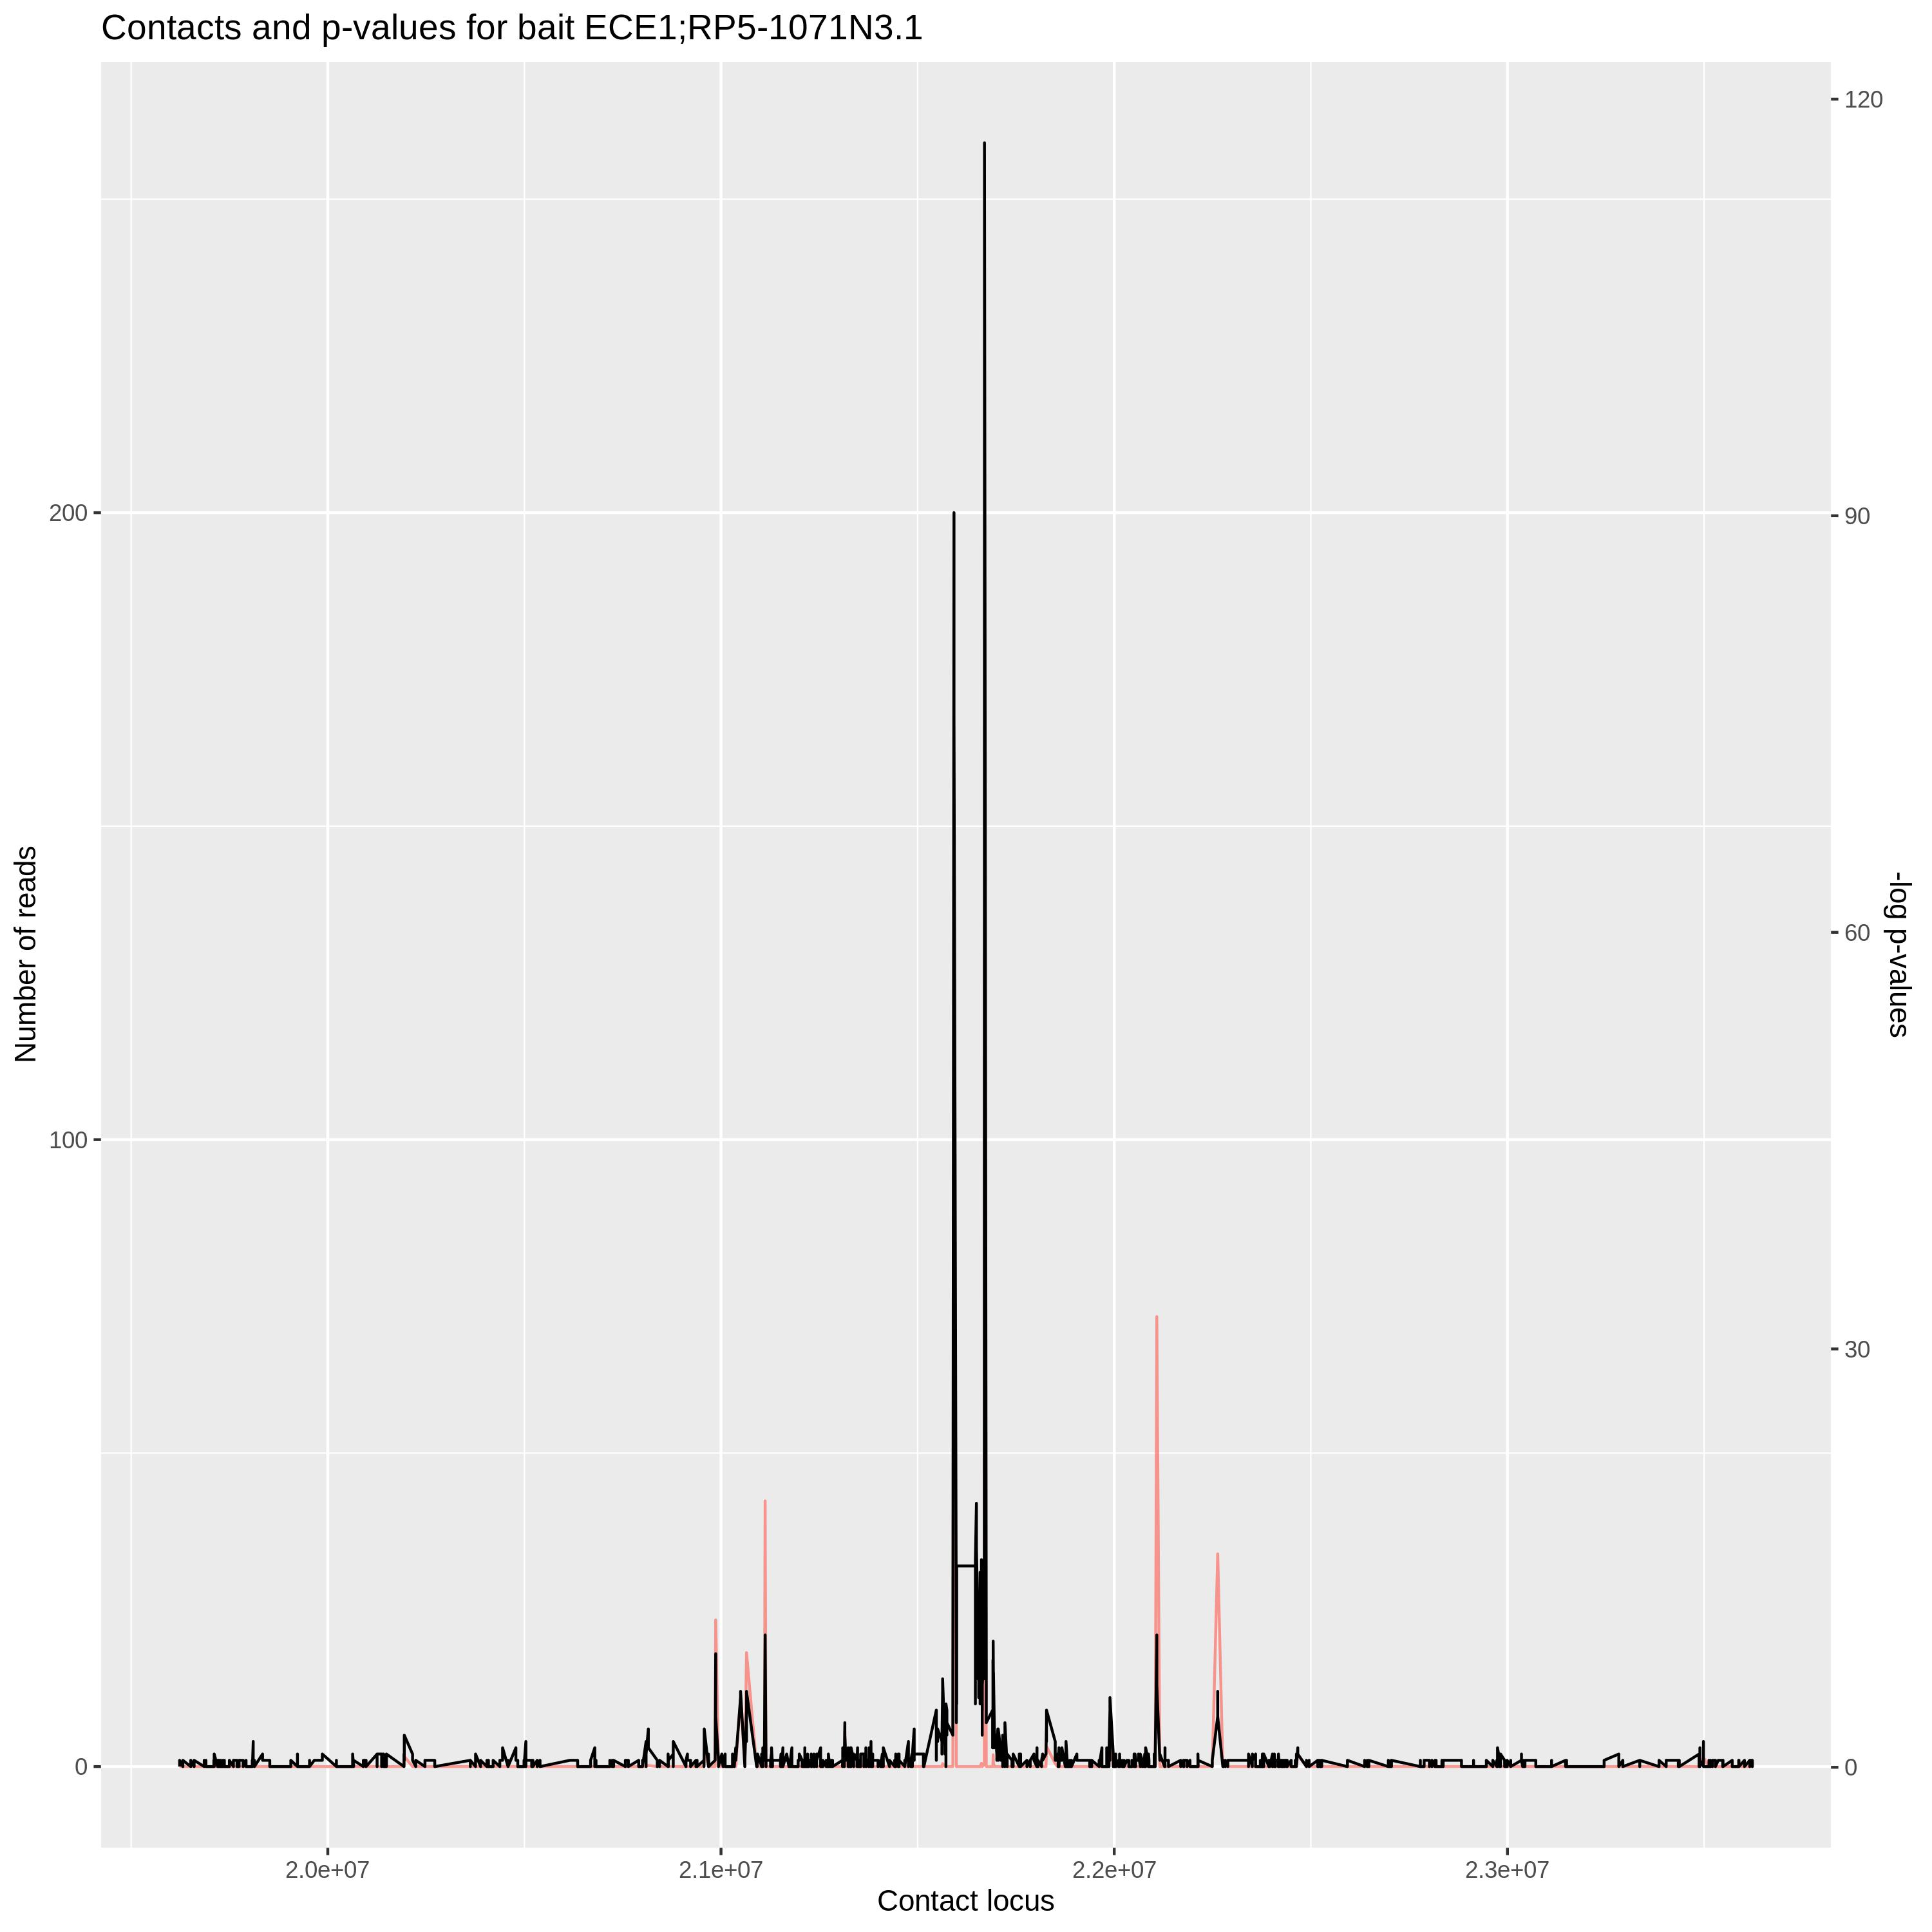 Contacts and p-values for bait ECE1;RP5-1071N3.1
Number of reads
200
100
0
120
90
60
30
0
-log p-values
2.0e+07
2.1e+07
2.2e+07
2.3e+07
Contact locus